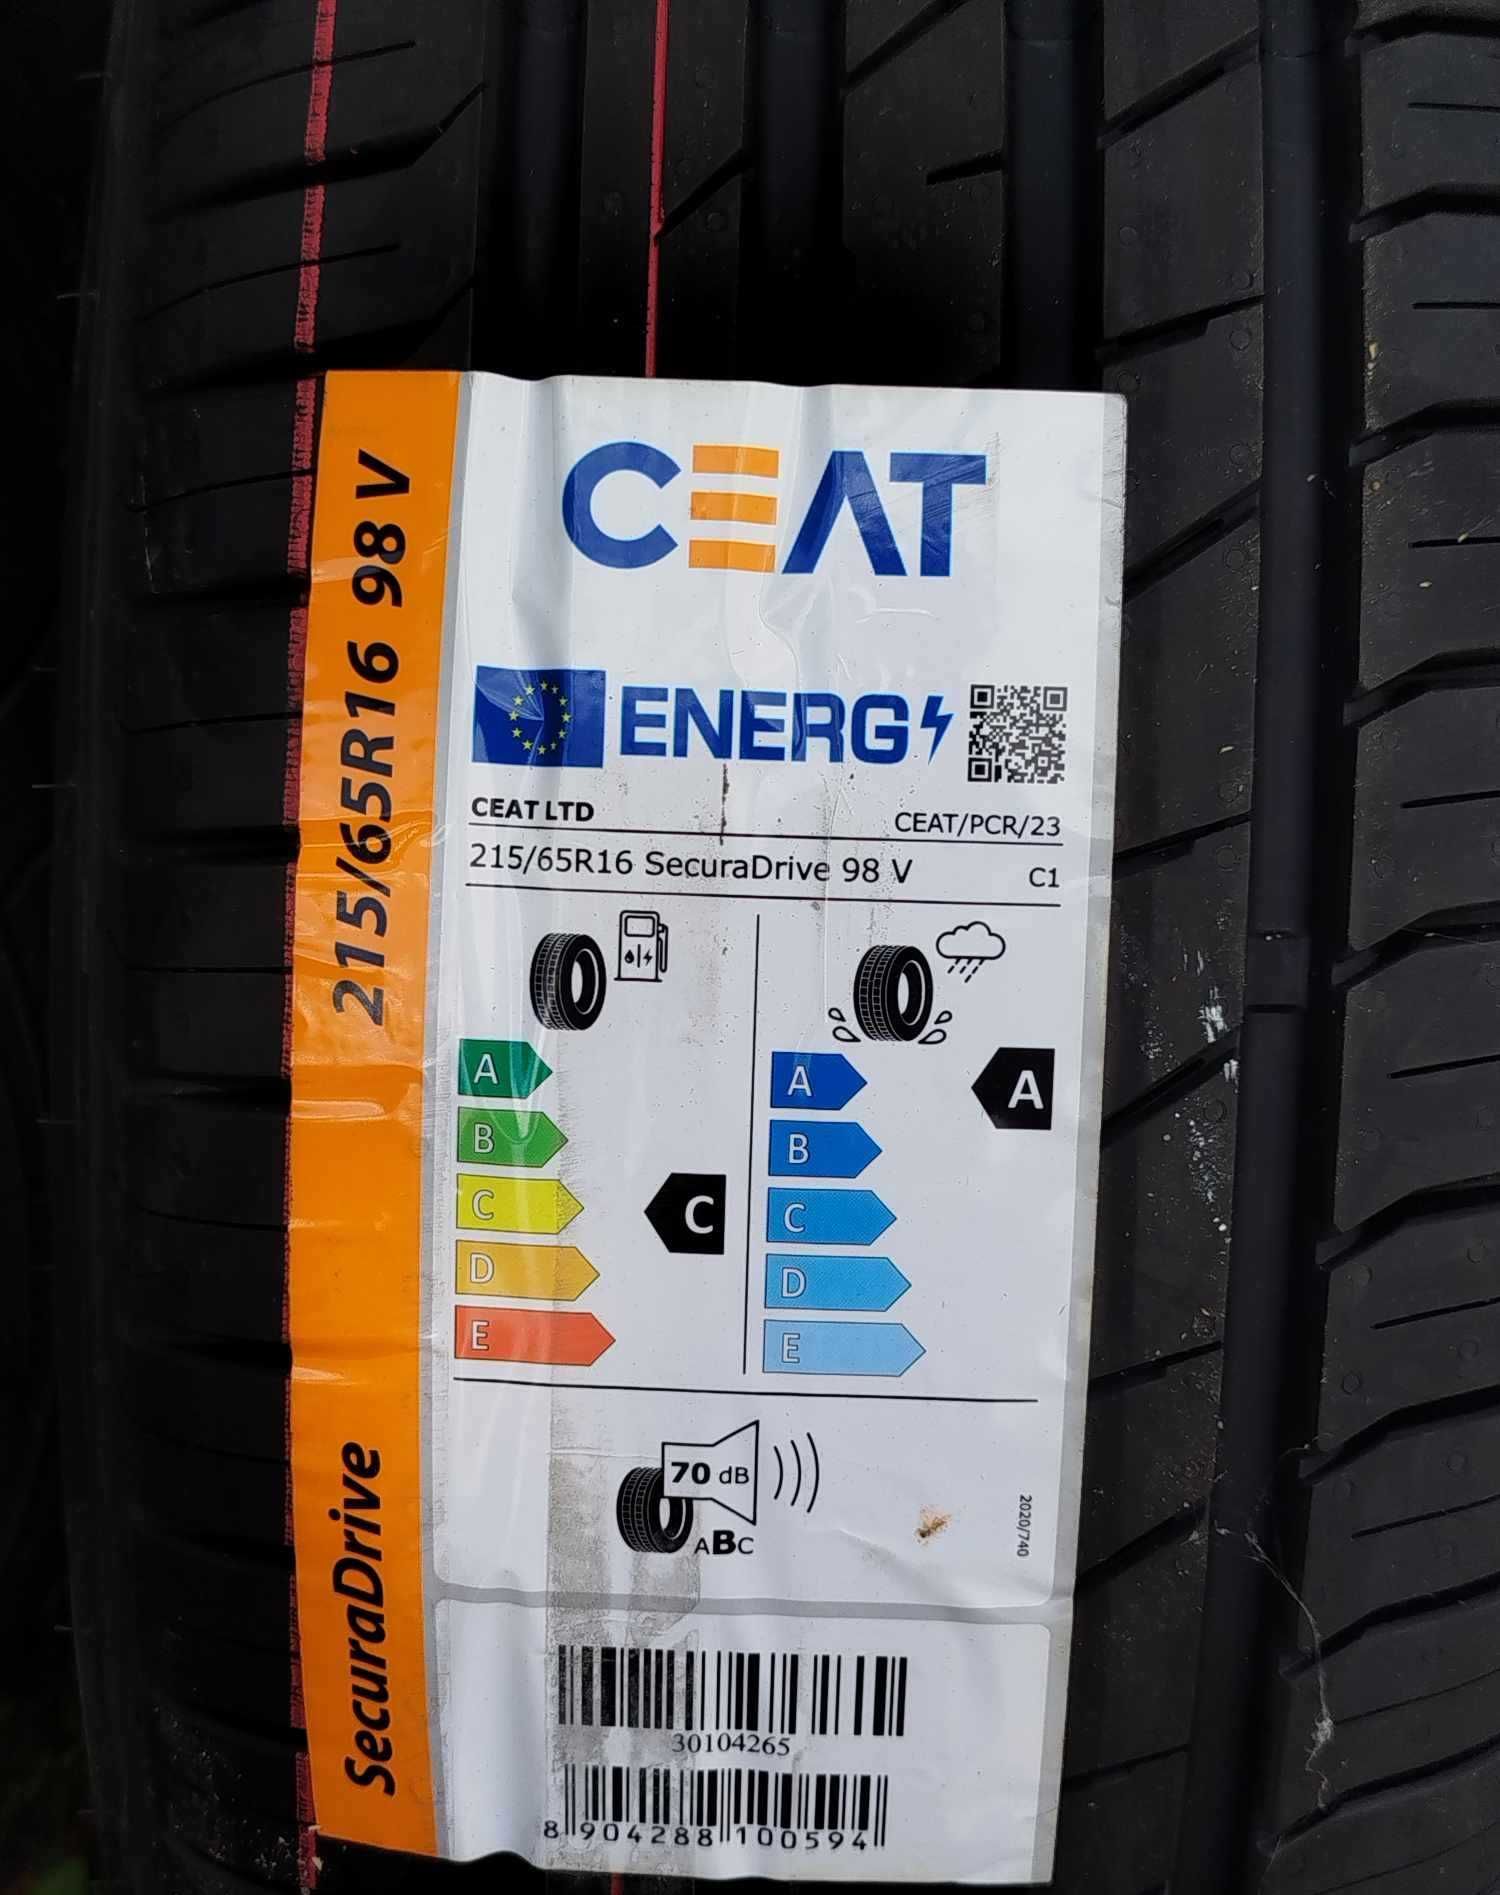 215/65R16 98 V
SecuraDrive
CEAT
ENERG
CEAT LTD
CEAT/PCR/23
215/65R16 SecuraDrive 98 V
C1
A
B
C
D
E
C
A
B
C
D
E
A
70 dB
ABC
2020/740
30104265
8 904288 100594